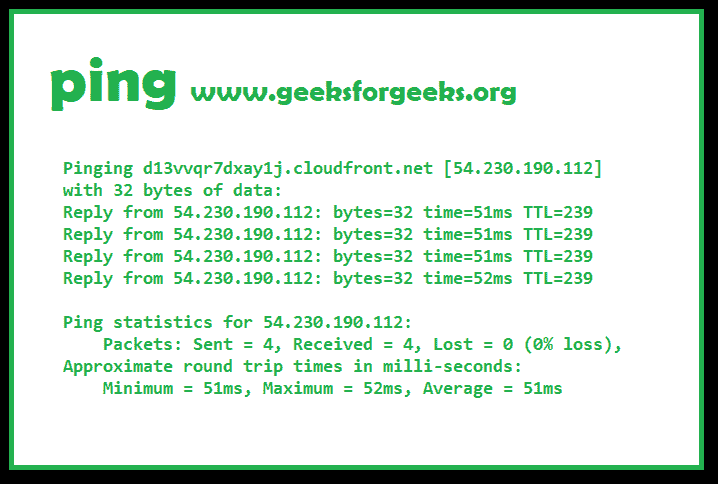 ping www.geeksforgeeks.org
Pinging d13vvqr7dxay1j.cloudfront.net [54.230.190.112]
with 32 bytes of data:
Reply from 54.230.190.112: bytes=32 time=51ms TTL=239
Reply from 54.230.190.112: bytes=32 time=51ms TTL=239
Reply from 54.230.190.112: bytes=32 time=51ms TTL=239
Reply from 54.230.190.112: bytes=32 time=52ms TTL=239
Ping statistics for 54.230.190.112:
Packets: Sent = 4, Received = 4, Lost = 0 (0% loss),
Approximate round trip times in milli-seconds:
Minimum = 51ms, Maximum = 52ms, Average = 51ms